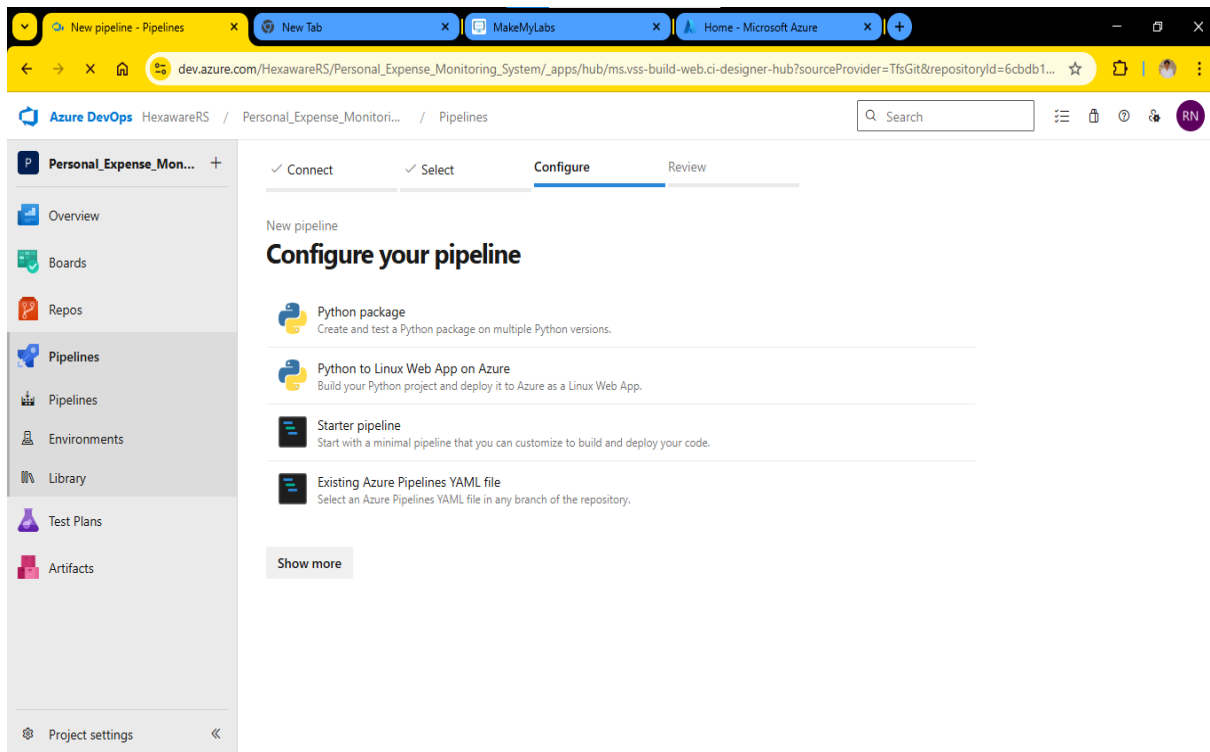 New pipeline - Pipelines
New Tab
MakeMyLabs
Home - Microsoft Azure
dev.azure.com/HexawareRS/Personal_Expense_Monitoring_System/_apps/hub/ms.vss-build-web.ci-designer-hub?sourceProvider=TfsGit&repositoryId=6cbdb1...
Azure DevOps HexawareRS / Personal_Expense_Monitori... / Pipelines
Search
RN
P Personal_Expense_Mon... +
Connect Select Configure Review
Overview
Boards
Repos
Pipelines
Pipelines
Environments
Library
Test Plans
Artifacts
Project settings
New pipeline
Configure your pipeline
Python package
Create and test a Python package on multiple Python versions.
Python to Linux Web App on Azure
Build your Python project and deploy it to Azure as a Linux Web App.
Starter pipeline
Start with a minimal pipeline that you can customize to build and deploy your code.
Existing Azure Pipelines YAML file
Select an Azure Pipelines YAML file in any branch of the repository.
Show more